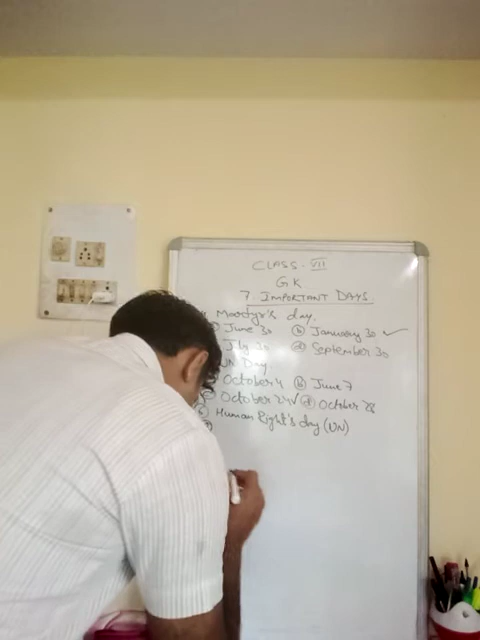 CLASS - VII
GK
7 IMPORTANT DAYS.
Martyr's day.
June 30 (b) January 30 ✓
July 30 (d) September 30
UN Day.
October 4 (b) June 7
(c) October 24 ✓ (d) October 28
Human Right's day (UN)